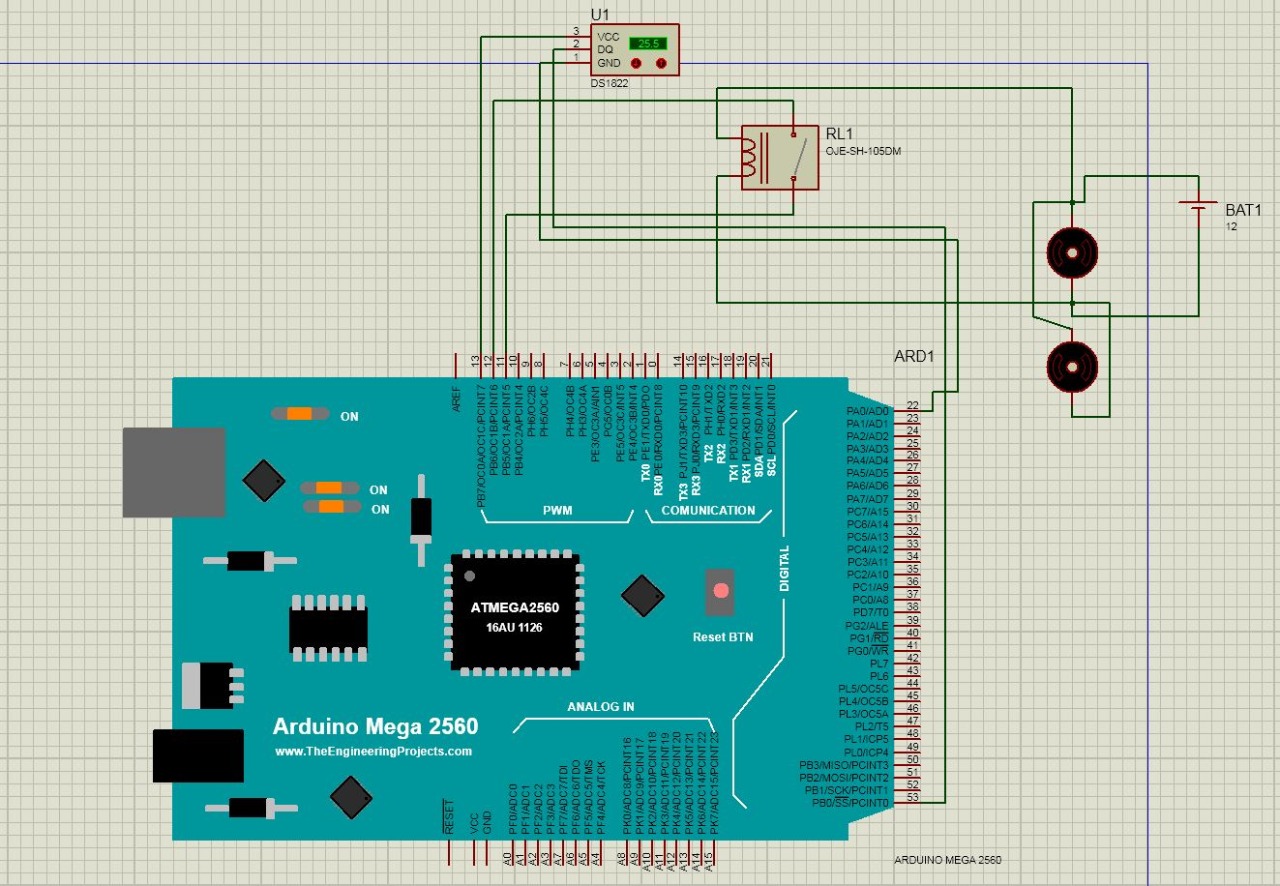 U1
3
2
1
VCC
DQ
GND
25.5
DS1822
RL1
OJE-SH-105DM
BAT1
12
ARD1
13
12
11
10
9
8
7
6
5
4
3
2
1
0
14
15
16
17
18
19
20
21
AREF
PB7/OC0A/OC1C/PCINT7
PB6/OC1B/PCINT6
PB5/OC1A/PCINT5
PB4/OC2A/PCINT4
PH6/OC2B
PH5/OC4C
PH4/OC4B
PH3/OC4A
PE3/OC3A/AIN1
PG5/OC0B
PE5/OC3C/INT5
PE4/OC3B/INT4
TX0 PE1/TXD0/PDO
RX0 PE0/RXD0/PCINT8
TX3 PJ1/TXD3/PCINT10
RX3 PJ0/RXD3/PCINT9
TX2 PH1/TXD2
RX2 PH0/RXD2
TX1 PD3/TXD1/INT3
RX1 PD2/RXD1/INT2
SDA PD1/SDA/INT1
SCL PD0/SCL/INT0
PWM
COMUNICATION
DIGITAL
ON
ON
ON
ATMEGA2560
16AU 1126
Reset BTN
ANALOG IN
Arduino Mega 2560
www.TheEngineeringProjects.com
PA0/AD0 22
PA1/AD1 23
PA2/AD2 24
PA3/AD3 25
PA4/AD4 26
PA5/AD5 27
PA6/AD6 28
PA7/AD7 29
PC7/A15 30
PC6/A14 31
PC5/A13 32
PC4/A12 33
PC3/A11 34
PC2/A10 35
PC1/A9 36
PC0/A8 37
PD7/T0 38
PG2/ALE 39
PG1/RD 40
PG0/WR 41
PL7 42
PL6 43
PL5/OC5C 44
PL4/OC5B 45
PL3/OC5A 46
PL2/T5 47
PL1/ICP5 48
PL0/ICP4 49
PB3/MISO/PCINT3 50
PB2/MOSI/PCINT2 51
PB1/SCK/PCINT1 52
PB0/SS/PCINT0 53
RESET
VCC
GND
PF0/ADC0
PF1/ADC1
PF2/ADC2
PF3/ADC3
PF7/ADC7/TDI
PF6/ADC6/TDO
PF5/ADC5/TMS
PF4/ADC4/TCK
PK0/ADC8/PCINT16
PK1/ADC9/PCINT17
PK2/ADC10/PCINT18
PK3/ADC11/PCINT19
PK4/ADC12/PCINT20
PK5/ADC13/PCINT21
PK6/ADC14/PCINT22
PK7/ADC15/PCINT23
A0
A1
A2
A3
A7
A6
A5
A4
A8
A9
A10
A11
A12
A13
A14
A15
ARDUINO MEGA 2560